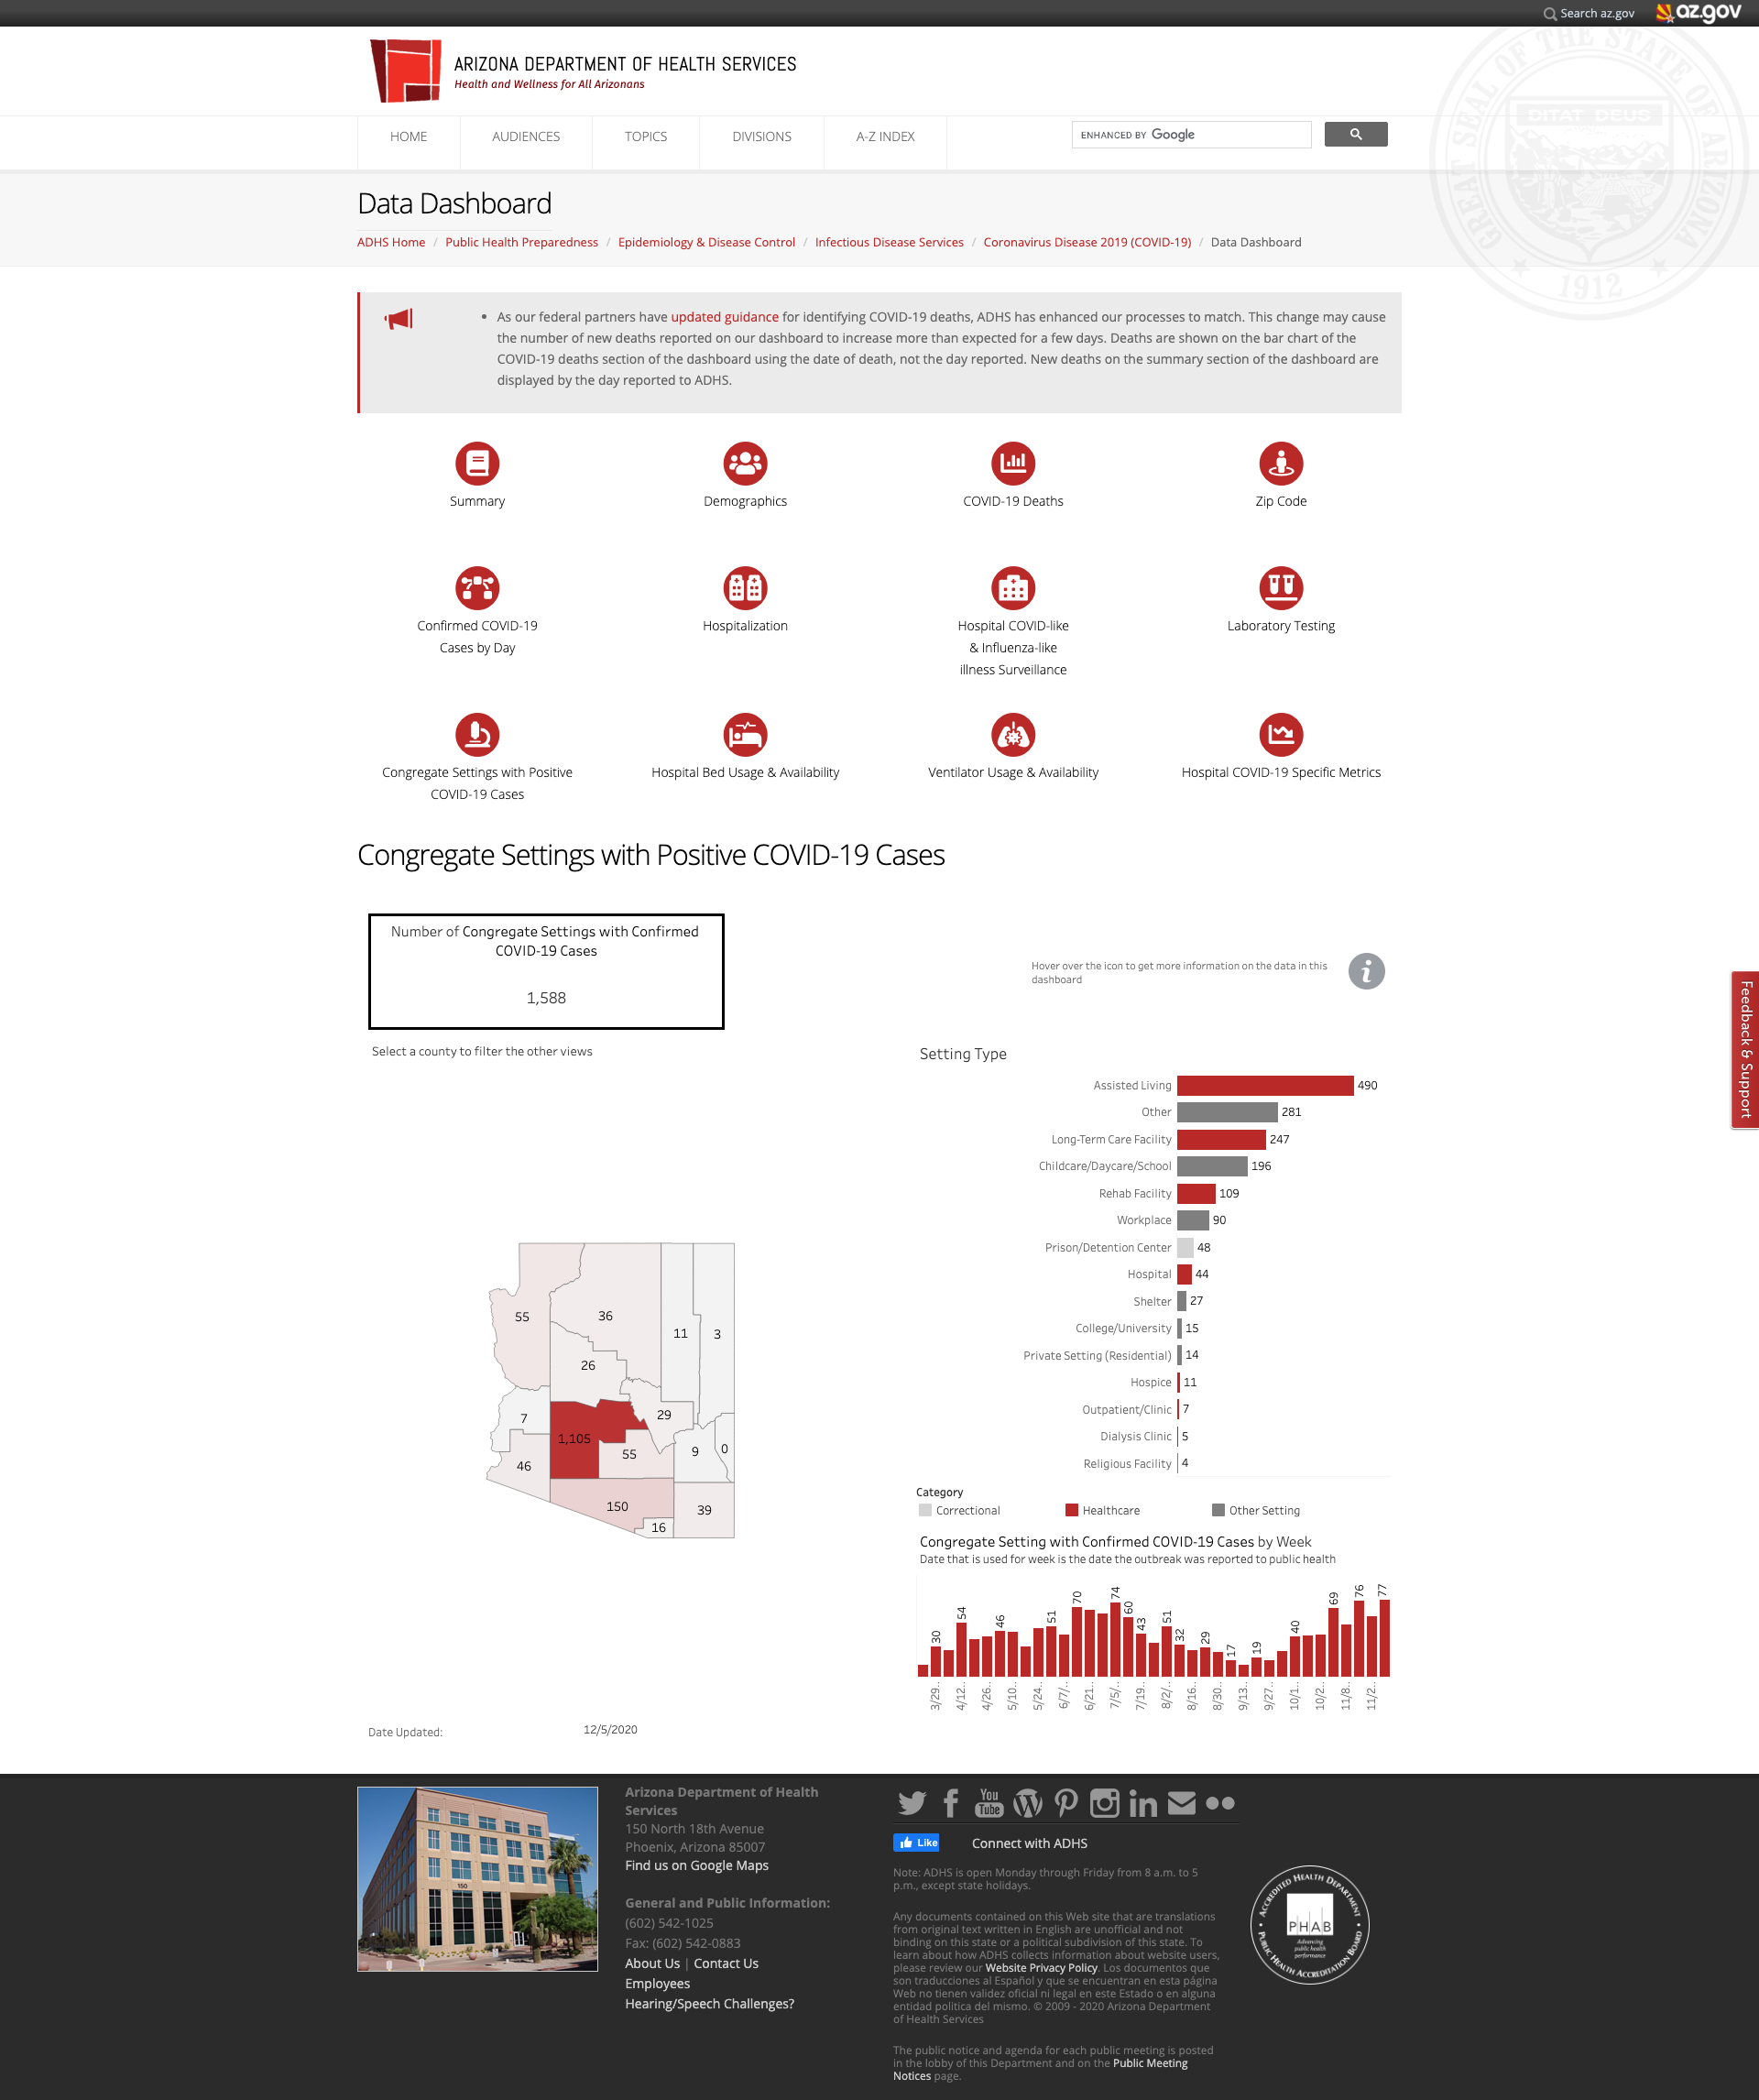 Search az.gov
az.gov
GREAT SEAL OF THE STATE OF ARIZONA
DITAT DEUS
1912
ARIZONA DEPARTMENT OF HEALTH SERVICES
Health and Wellness for All Arizonans
HOME
AUDIENCES
TOPICS
DIVISIONS
A-Z INDEX
ENHANCED BY Google
Data Dashboard
ADHS Home / Public Health Preparedness / Epidemiology & Disease Control / Infectious Disease Services / Coronavirus Disease 2019 (COVID-19) / Data Dashboard
• As our federal partners have updated guidance for identifying COVID-19 deaths, ADHS has enhanced our processes to match. This change may cause
the number of new deaths reported on our dashboard to increase more than expected for a few days. Deaths are shown on the bar chart of the
COVID-19 deaths section of the dashboard using the date of death, not the day reported. New deaths on the summary section of the dashboard are
displayed by the day reported to ADHS.
Summary
Demographics
COVID-19 Deaths
Zip Code
Confirmed COVID-19
Cases by Day
Hospitalization
Hospital COVID-like
& Influenza-like
illness Surveillance
Laboratory Testing
Congregate Settings with Positive
COVID-19 Cases
Hospital Bed Usage & Availability
Ventilator Usage & Availability
Hospital COVID-19 Specific Metrics
Congregate Settings with Positive COVID-19 Cases
Number of Congregate Settings with Confirmed
COVID-19 Cases
1,588
Select a county to filter the other views
Hover over the icon to get more information on the data in this
dashboard
i
Feedback & Support
55
36
11
3
26
7
29
1,105
55
9
0
46
150
39
16
Setting Type
Assisted Living 490
Other 281
Long-Term Care Facility 247
Childcare/Daycare/School 196
Rehab Facility 109
Workplace 90
Prison/Detention Center 48
Hospital 44
Shelter 27
College/University 15
Private Setting (Residential) 14
Hospice 11
Outpatient/Clinic 7
Dialysis Clinic 5
Religious Facility 4
Category
Correctional
Healthcare
Other Setting
Congregate Setting with Confirmed COVID-19 Cases by Week
Date that is used for week is the date the outbreak was reported to public health
30 54 46 51 70 74 60 43 51 32 29 17 19 40 69 76 77
3/29.. 4/12.. 4/26.. 5/10.. 5/24.. 6/7/.. 6/21.. 7/5/.. 7/19.. 8/2/.. 8/16.. 8/30.. 9/13.. 9/27.. 10/1.. 10/2.. 11/8.. 11/2..
Date Updated:
12/5/2020
150
Arizona Department of Health
Services
150 North 18th Avenue
Phoenix, Arizona 85007
Find us on Google Maps
General and Public Information:
(602) 542-1025
Fax: (602) 542-0883
About Us | Contact Us
Employees
Hearing/Speech Challenges?
You
Tube
Like
Connect with ADHS
Note: ADHS is open Monday through Friday from 8 a.m. to 5
p.m., except state holidays.
Any documents contained on this Web site that are translations
from original text written in English are unofficial and not
binding on this state or a political subdivision of this state. To
learn about how ADHS collects information about website users,
please review our Website Privacy Policy. Los documentos que
son traducciones al Español y que se encuentran en esta página
Web no tienen validez oficial ni legal en este Estado o en alguna
entidad politica del mismo. © 2009 - 2020 Arizona Department
of Health Services
The public notice and agenda for each public meeting is posted
in the lobby of this Department and on the Public Meeting
Notices page.
ACCREDITED HEALTH DEPARTMENT
PHAB
Advancing
public health
performance
PUBLIC HEALTH ACCREDITATION BOARD